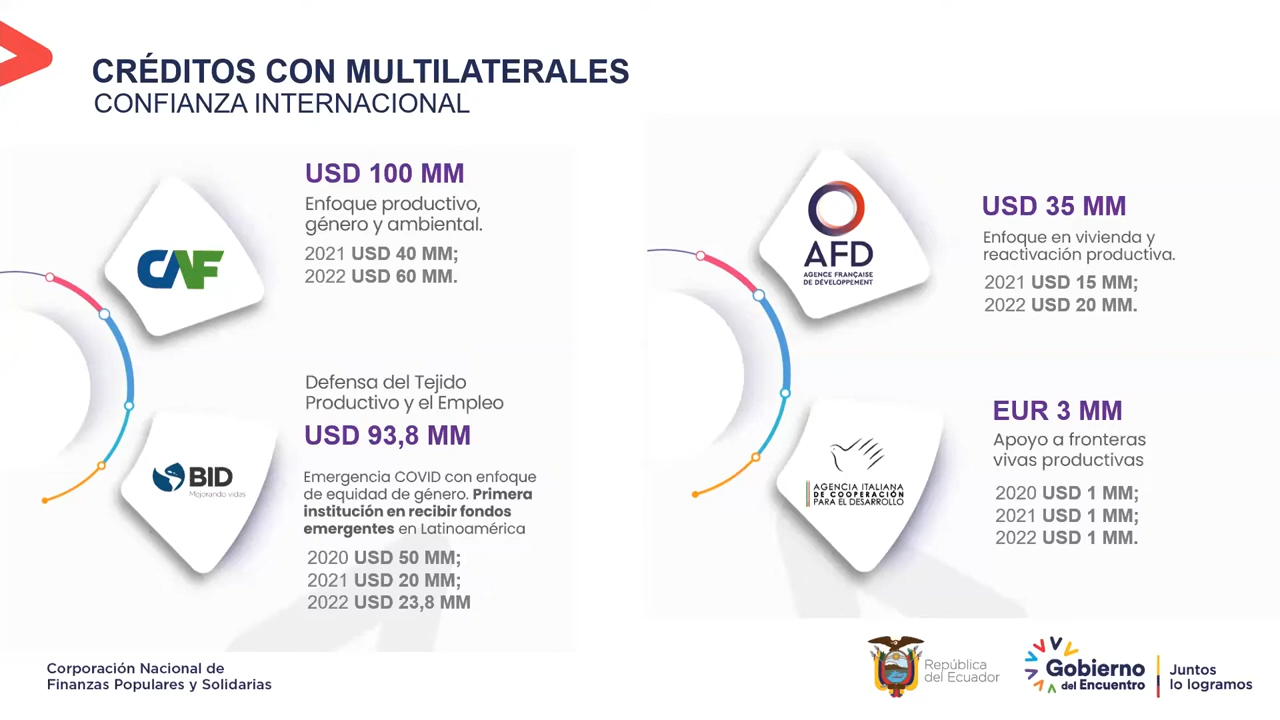 CRÉDITOS CON MULTILATERALES
CONFIANZA INTERNACIONAL
CAF
USD 100 MM
Enfoque productivo,
género y ambiental.
2021 USD 40 MM;
2022 USD 60 MM.
BID
Mejorando vidas
Defensa del Tejido
Productivo y el Empleo
USD 93,8 MM
Emergencia COVID con enfoque
de equidad de género. Primera
institución en recibir fondos
emergentes en Latinoamérica
2020 USD 50 MM;
2021 USD 20 MM;
2022 USD 23,8 MM
AFD
AGENCE FRANÇAISE
DE DÉVELOPPEMENT
USD 35 MM
Enfoque en vivienda y
reactivación productiva.
2021 USD 15 MM;
2022 USD 20 MM.
AGENCIA ITALIANA
DE COOPERACIÓN
PARA EL DESARROLLO
EUR 3 MM
Apoyo a fronteras
vivas productivas
2020 USD 1 MM;
2021 USD 1 MM;
2022 USD 1 MM.
Corporación Nacional de
Finanzas Populares y Solidarias
República
del Ecuador
Gobierno
del Encuentro
Juntos
lo logramos